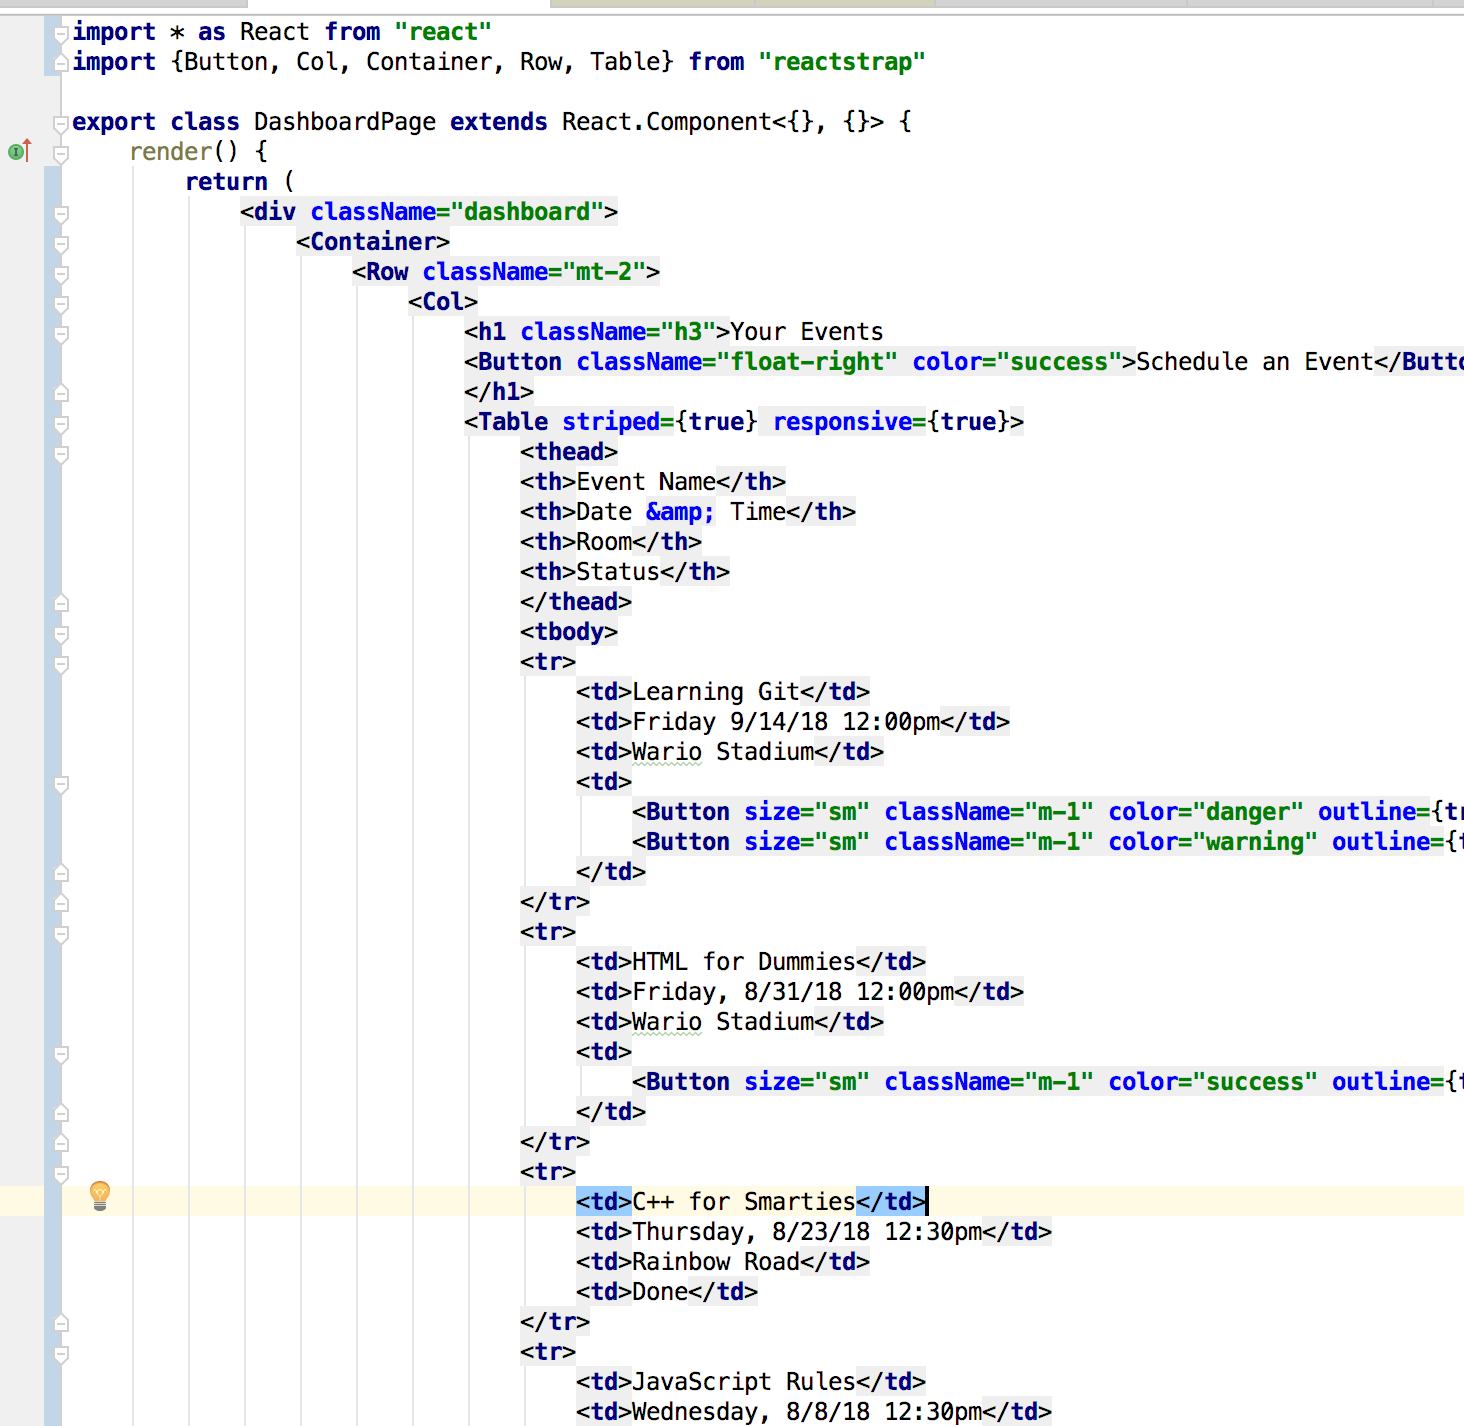 import * as React from "react"
import {Button, Col, Container, Row, Table} from "reactstrap"
export class DashboardPage extends React.Component<{}, {}> {
render() {
return (
<div className="dashboard">
<Container>
<Row className="mt-2">
<Col>
<h1 className="h3">Your Events
<Button className="float-right" color="success">Schedule an Event</Butto
</h1>
<Table striped={true} responsive={true}>
<thead>
<th>Event Name</th>
<th>Date &amp; Time</th>
<th>Room</th>
<th>Status</th>
</thead>
<tbody>
<tr>
<td>Learning Git</td>
<td>Friday 9/14/18 12:00pm</td>
<td>Wario Stadium</td>
<td>
<Button size="sm" className="m-1" color="danger" outline={tr
<Button size="sm" className="m-1" color="warning" outline={t
</td>
</tr>
<tr>
<td>HTML for Dummies</td>
<td>Friday, 8/31/18 12:00pm</td>
<td>Wario Stadium</td>
<td>
<Button size="sm" className="m-1" color="success" outline={t
</td>
</tr>
<tr>
<td>C++ for Smarties</td>
<td>Thursday, 8/23/18 12:30pm</td>
<td>Rainbow Road</td>
<td>Done</td>
</tr>
<tr>
<td>JavaScript Rules</td>
<td>Wednesday, 8/8/18 12:30pm</td>